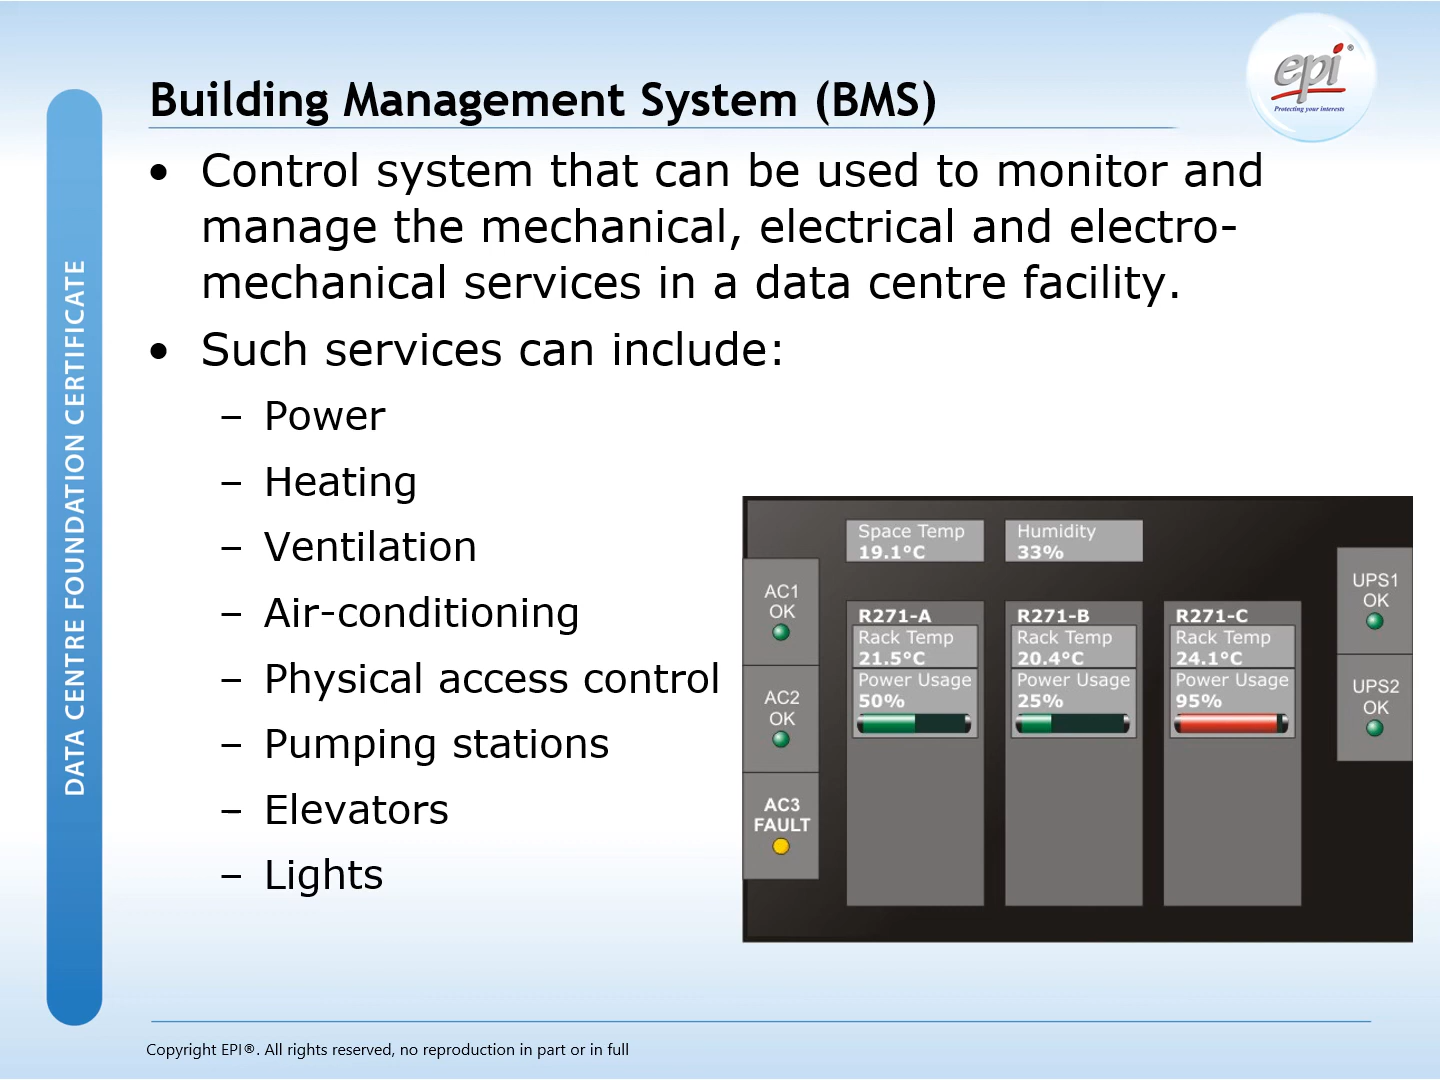 Building Management System (BMS)
epi®
Protecting your interests
DATA CENTRE FOUNDATION CERTIFICATE
• Control system that can be used to monitor and
manage the mechanical, electrical and electro-
mechanical services in a data centre facility.
• Such services can include:
– Power
– Heating
– Ventilation
– Air-conditioning
– Physical access control
– Pumping stations
– Elevators
– Lights
Space Temp
19.1°C
Humidity
33%
AC1
OK
AC2
OK
AC3
FAULT
R271-A
Rack Temp
21.5°C
Power Usage
50%
R271-B
Rack Temp
20.4°C
Power Usage
25%
R271-C
Rack Temp
24.1°C
Power Usage
95%
UPS1
OK
UPS2
OK
Copyright EPI®. All rights reserved, no reproduction in part or in full